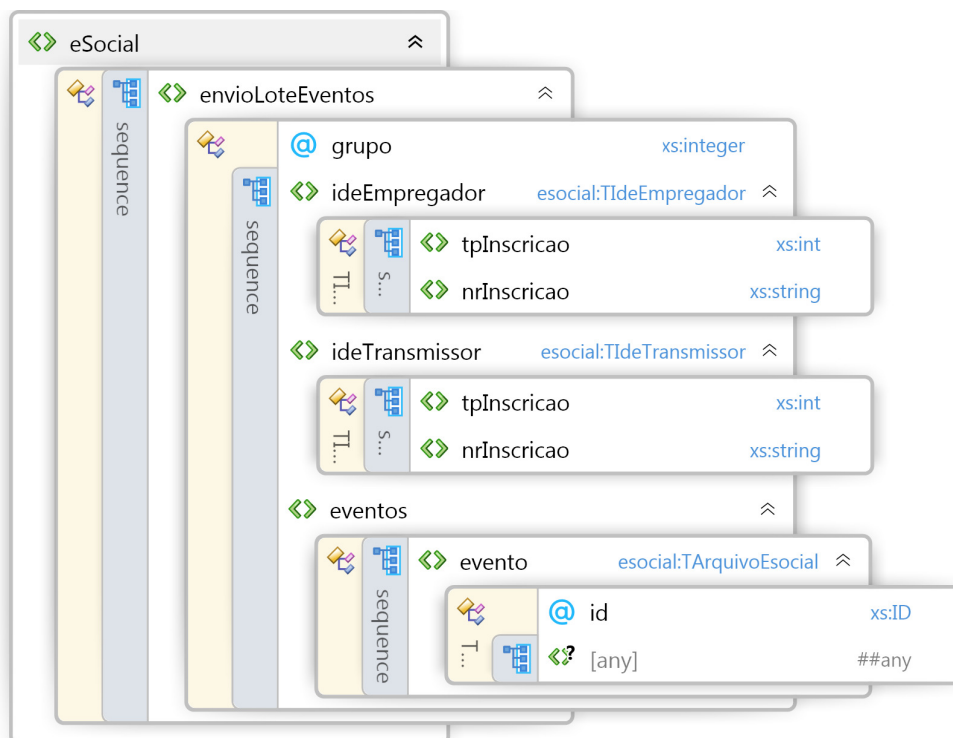 eSocial
envioLoteEventos
sequence
@ grupo xs:integer
sequence
ideEmpregador esocial:TIdeEmpregador
tpInscricao xs:int
TI... s...
nrInscricao xs:string
ideTransmissor esocial:TIdeTransmissor
tpInscricao xs:int
TI... s...
nrInscricao xs:string
eventos
evento esocial:TArquivoEsocial
sequence
@ id xs:ID
T...
? [any] ##any